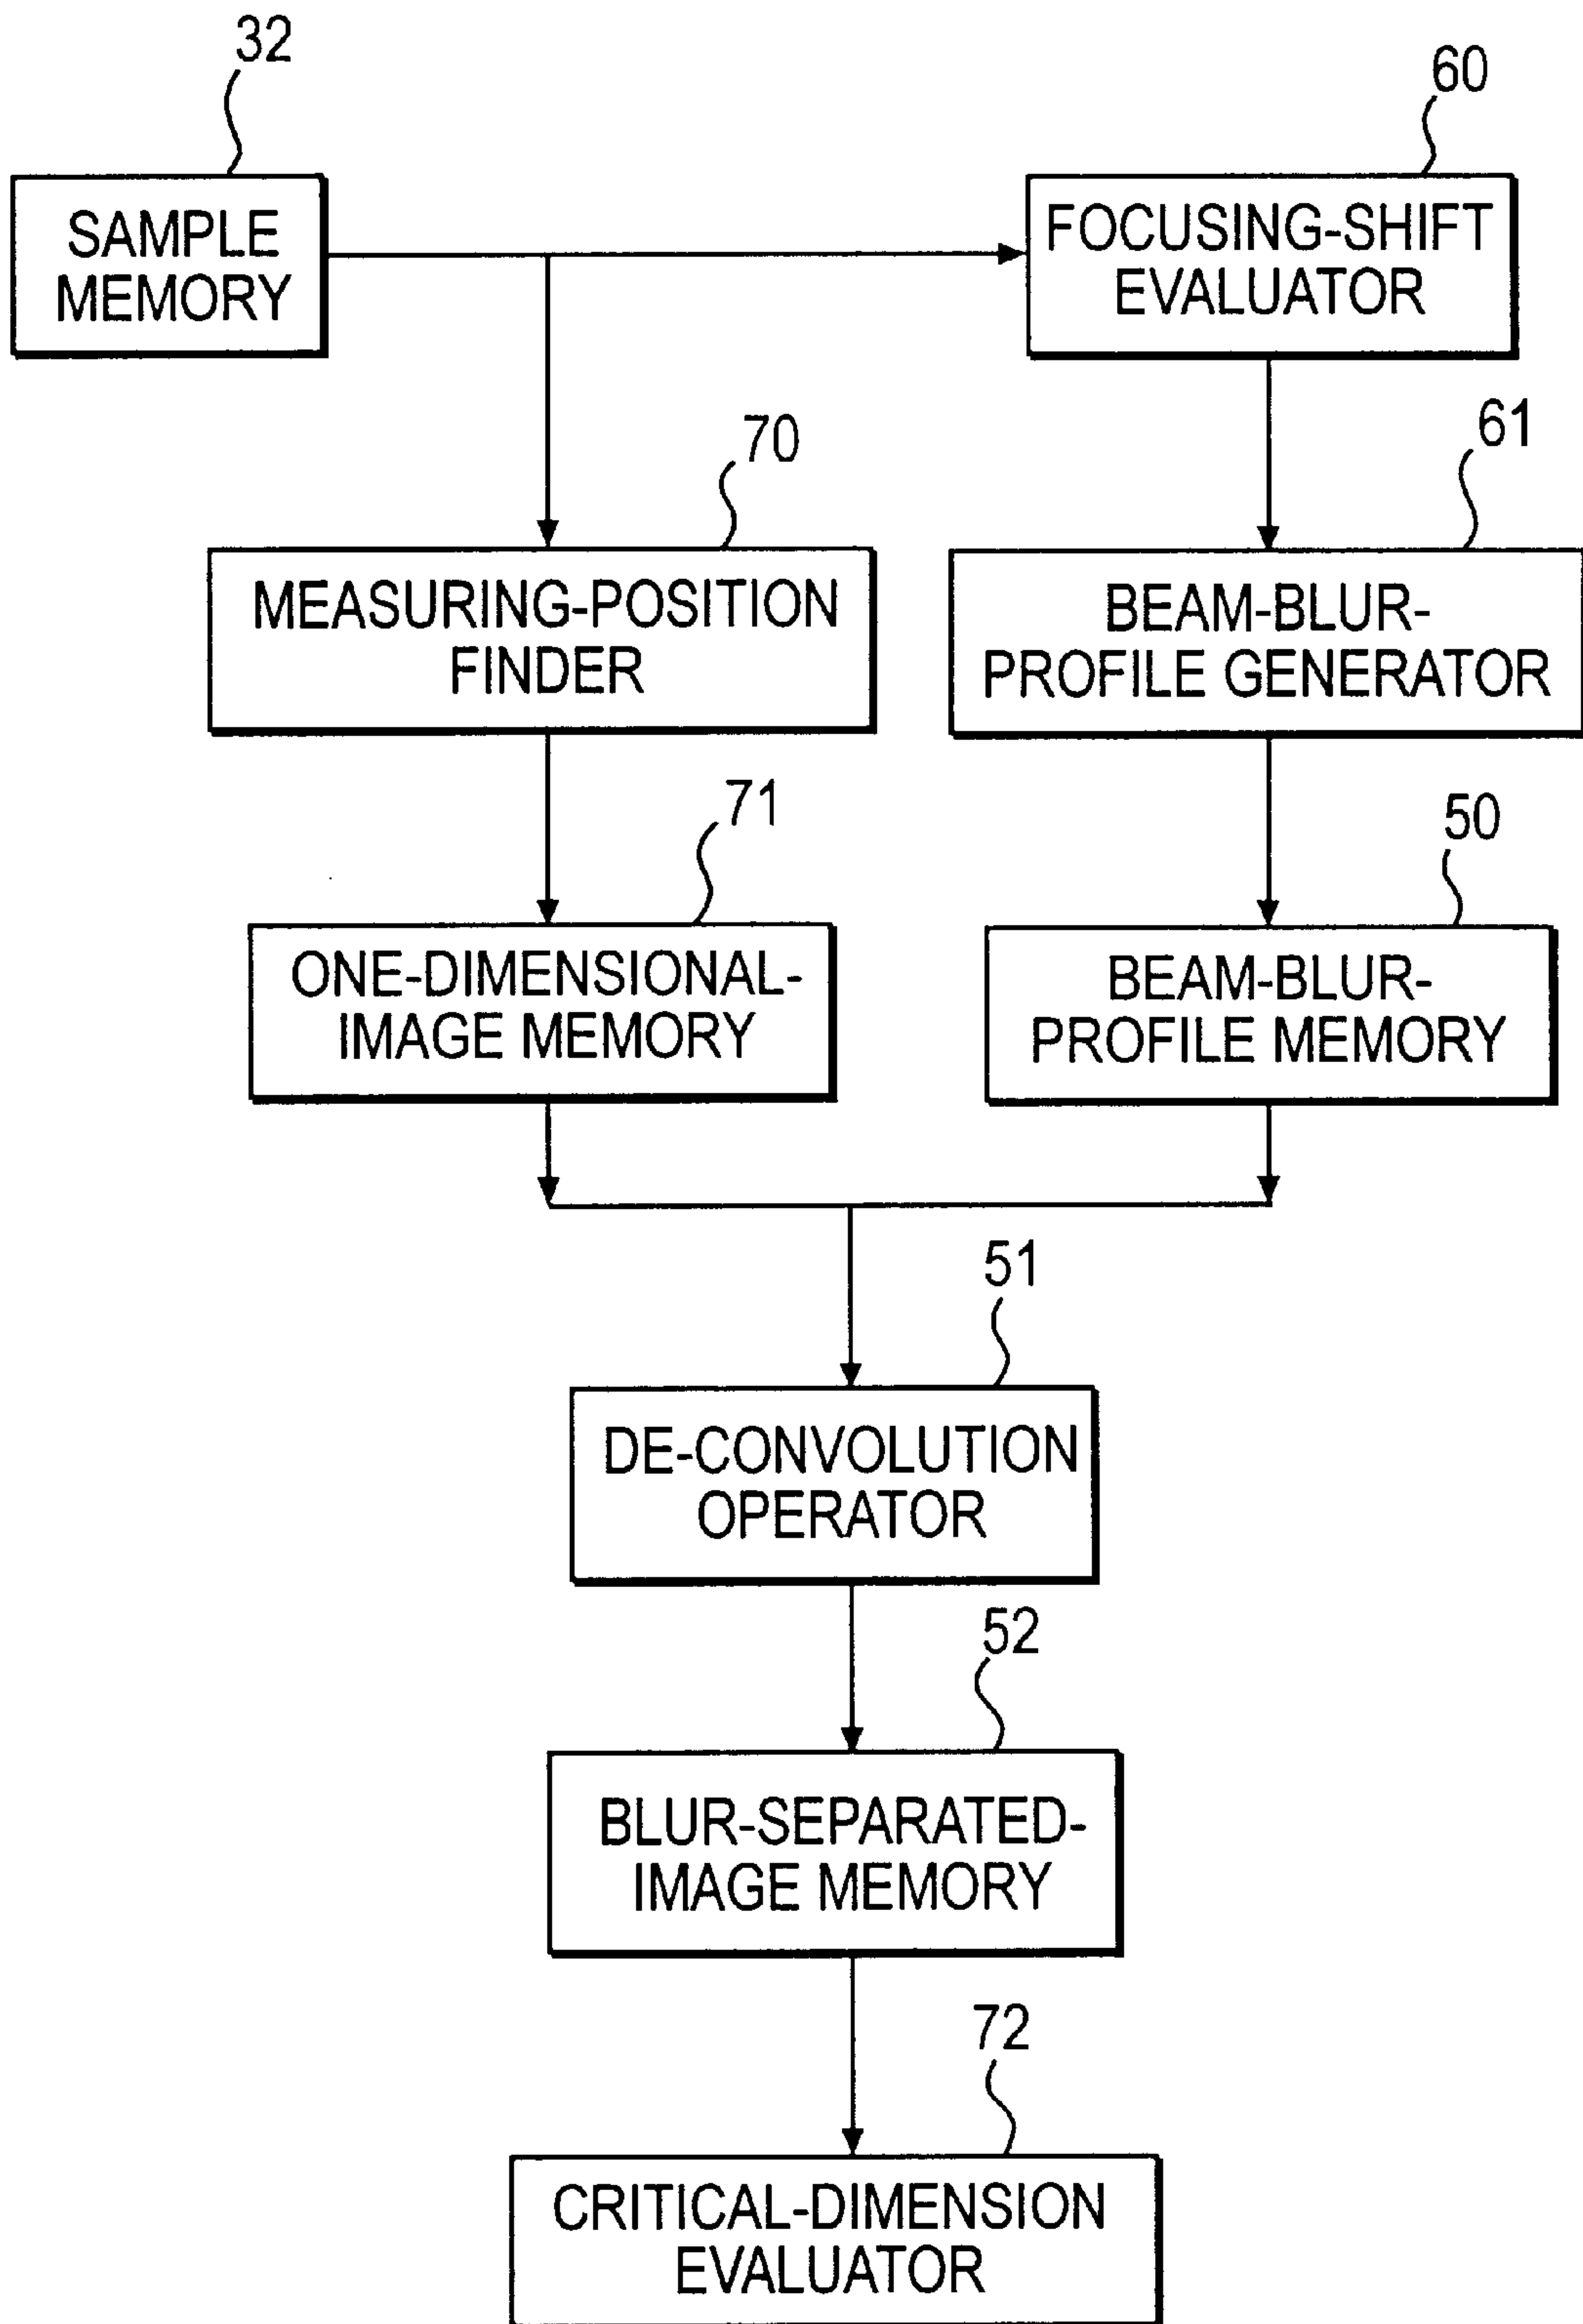 32
60
SAMPLE
MEMORY
FOCUSING-SHIFT
EVALUATOR
70
61
MEASURING-POSITION
FINDER
BEAM-BLUR-
PROFILE GENERATOR
71
50
ONE-DIMENSIONAL-
IMAGE MEMORY
BEAM-BLUR-
PROFILE MEMORY
51
DE-CONVOLUTION
OPERATOR
52
BLUR-SEPARATED-
IMAGE MEMORY
72
CRITICAL-DIMENSION
EVALUATOR